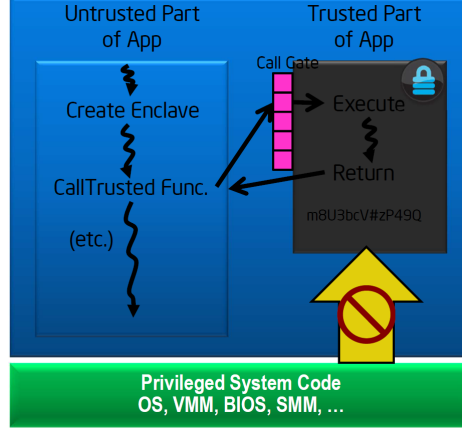 Untrusted Part
of App
Trusted Part
of App
Call Gate
Create Enclave
Execute
CallTrusted Func.
Return
(etc.)
m8U3bcV#zP49Q
Privileged System Code
OS, VMM, BIOS, SMM, ...